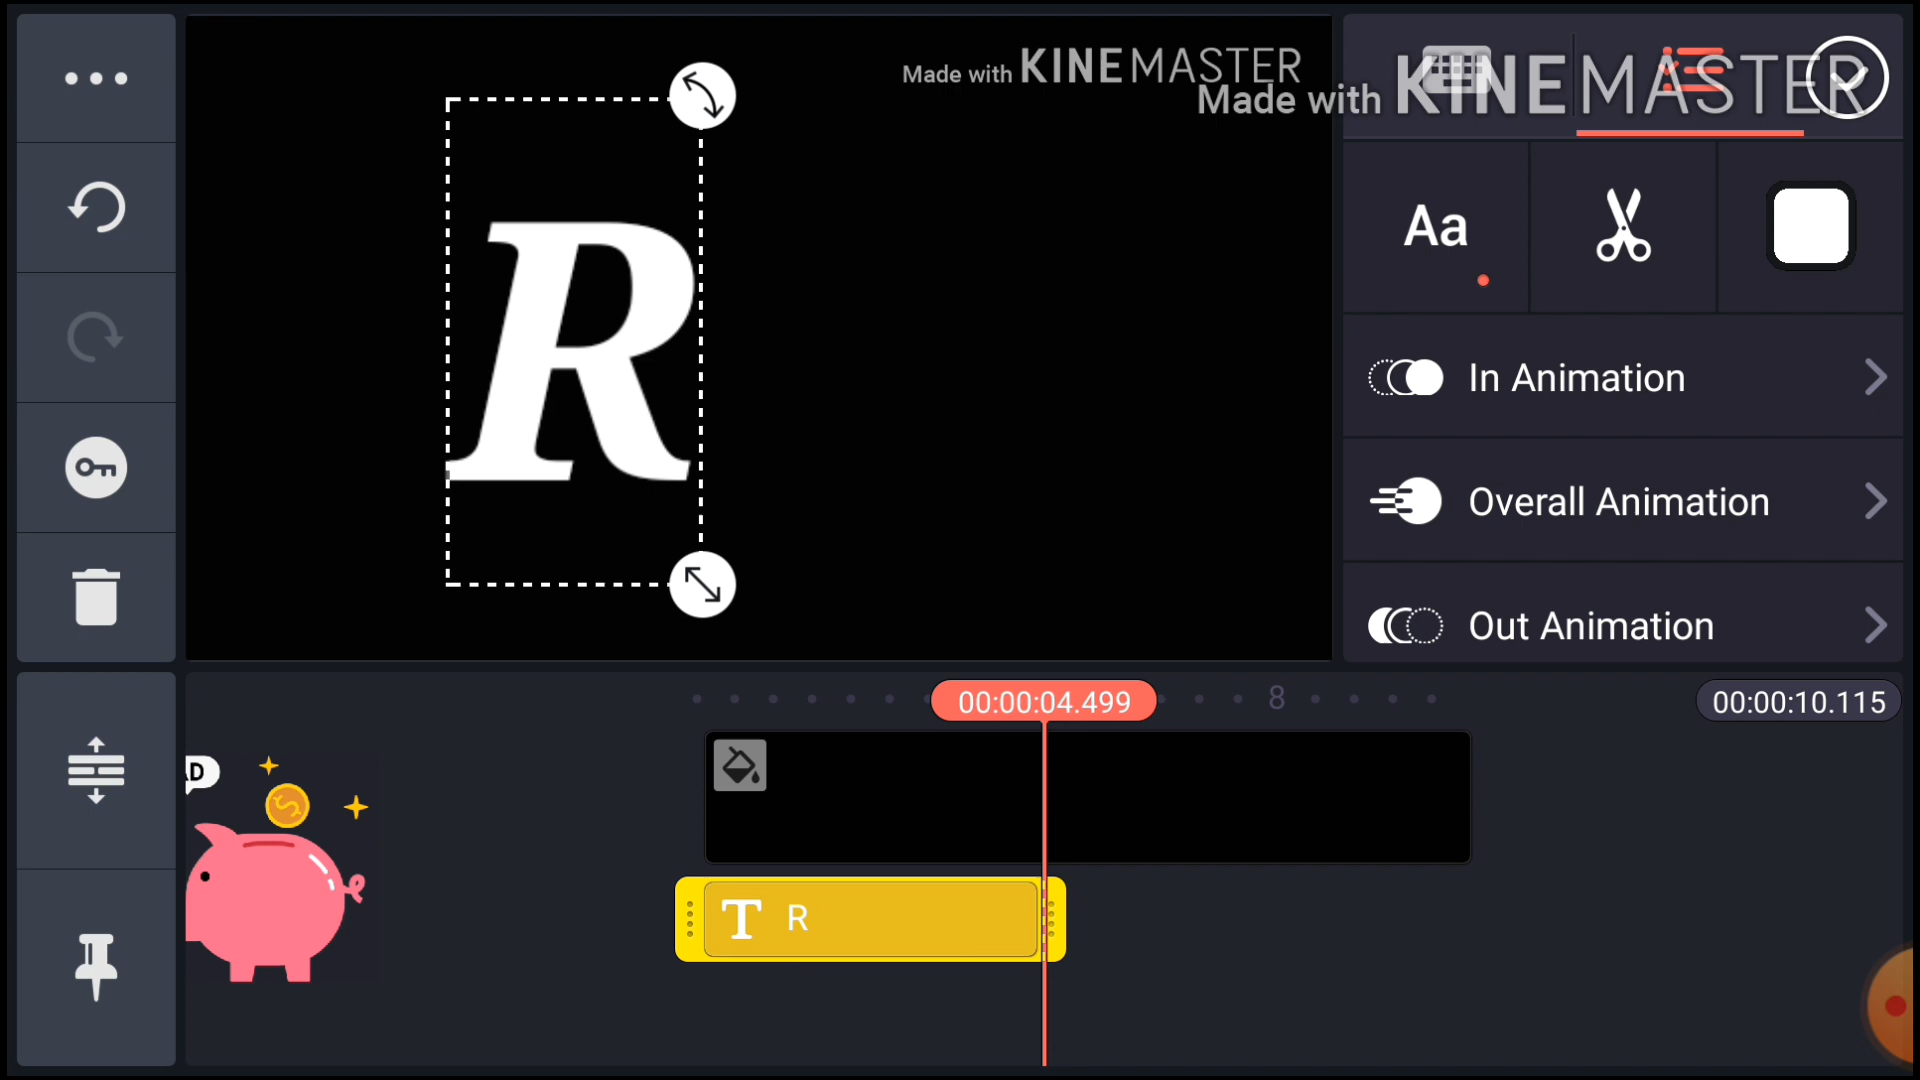 Made with KINEMASTER
Made with KINEMASTER
R
Aa
In Animation
Overall Animation
Out Animation
00:00:04.499
8
00:00:10.115
AD
T R